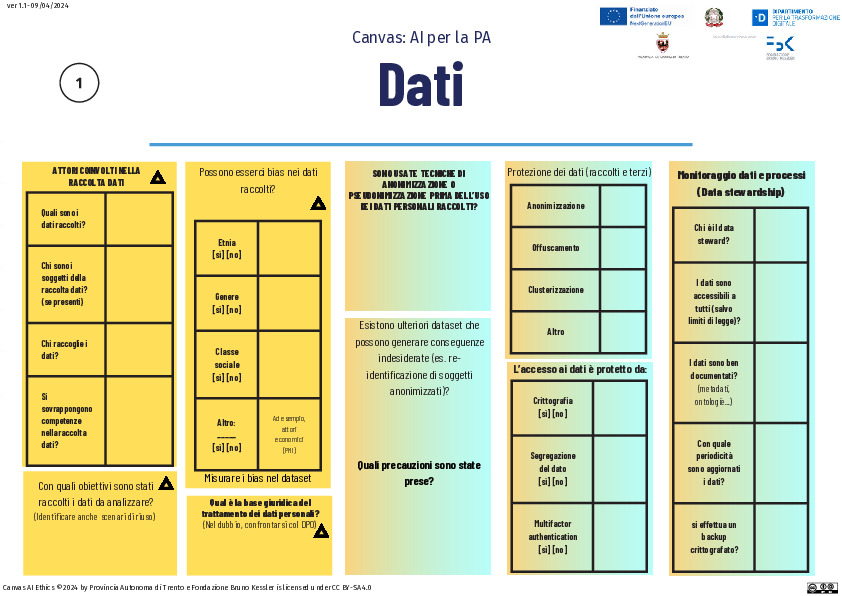 ver 1.1-09/04/2024
Finanziato
dall'Unione europea
NextGenerationEU
DIPARTIMENTO
PER LA TRASFORMAZIONE
DIGITALE
FONDAZIONE
BRUNO KESSLER
Canvas: AI per la PA
1
Dati
ATTORI COINVOLTI NELLA
RACCOLTA DATI
Quali sono i
dati raccolti?
Chi sono i
soggetti della
raccolta dati?
(se presenti)
Chi raccoglie i
dati?
Si
sovrappongono
competenze
nella raccolta
dati?
Con quali obiettivi sono stati
raccolti i dati da analizzare?
(Identificare anche scenari di riuso)
Possono esserci bias nei dati
raccolti?
Etnia
[si] [no]
Genere
[si] [no]
Classe
sociale
[si] [no]
Altro:
____
[si] [no]
Ad esempio,
attori
economici
(PMI)
Misurare i bias nel dataset
Qual è la base giuridica del
trattamento dei dati personali?
(Nel dubbio, confrontarsi col DPO)
SONO USATE TECNICHE DI
ANONIMIZZAZIONE O
PSEUDONIMIZZAZIONE PRIMA DELL'USO
DEI DATI PERSONALI RACCOLTI?
Esistono ulteriori dataset che
possono generare conseguenze
indesiderate (es. re-
identificazione di soggetti
anonimizzati)?
Quali precauzioni sono state
prese?
Protezione dei dati (raccolti e terzi)
Anonimizzazione
Offuscamento
Clusterizzazione
Altro
L'accesso ai dati è protetto da:
Crittografia
[si] [no]
Segregazione
del dato
[si] [no]
Multifactor
authentication
[si] [no]
Monitoraggio dati e processi
(Data stewardship)
Chi è il data
steward?
I dati sono
accessibili a
tutti (salvo
limiti di legge)?
I dati sono ben
documentati?
(metadati,
ontologie...)
Con quale
periodicità
sono aggiornati
i dati?
si effettua un
backup
crittografato?
Canvas AI Ethics © 2024 by Provincia Autonoma di Trento e Fondazione Bruno Kessler is licensed under CC BY-SA 4.0